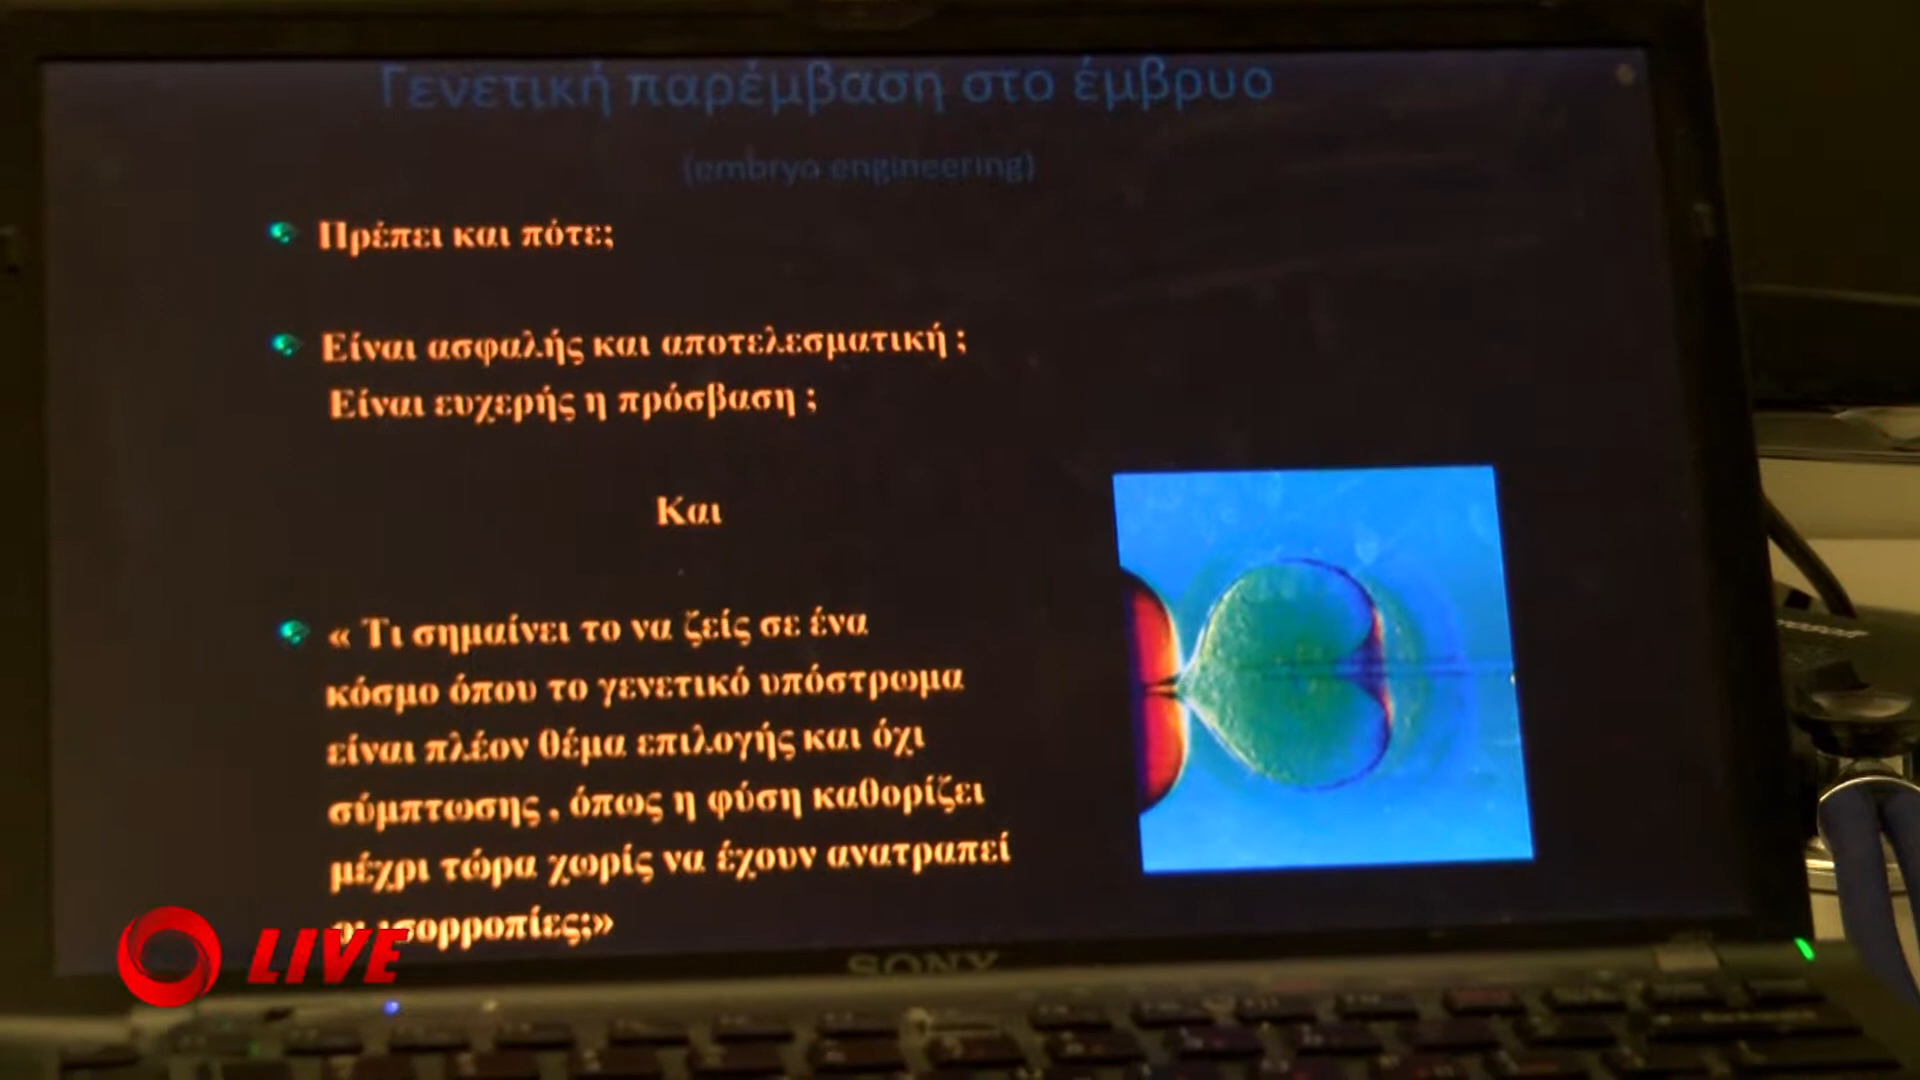 Γενετική παρέμβαση στο έμβρυο
(embryo engineering)
Πρέπει και πότε;
Είναι ασφαλής και αποτελεσματική ;
Είναι ευχερής η πρόσβαση ;
Και
« Τι σημαίνει το να ζείς σε ένα
κόσμο όπου το γενετικό υπόστρωμα
είναι πλέον θέμα επιλογής και όχι
σύμπτωσης , όπως η φύση καθορίζει
μέχρι τώρα χωρίς να έχουν ανατραπεί
οι ισορροπίες;»
LIVE
SONY